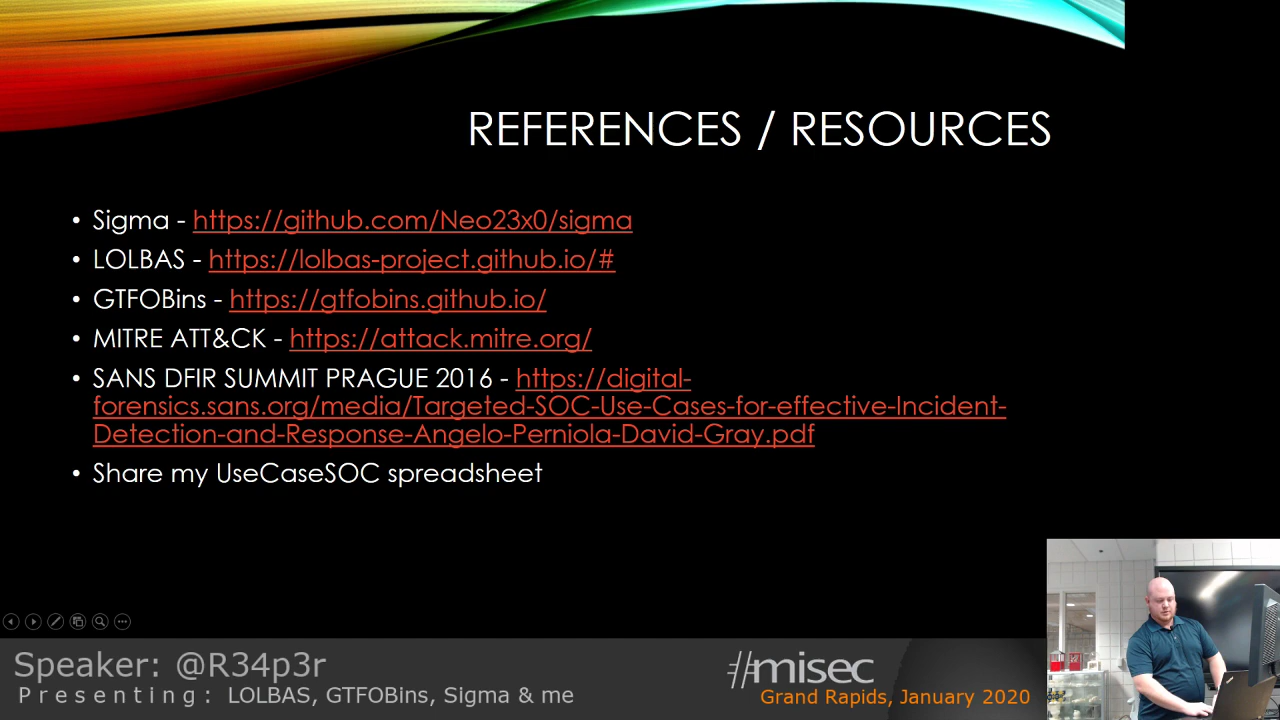 REFERENCES / RESOURCES
• Sigma - https://github.com/Neo23x0/sigma
• LOLBAS - https://lolbas-project.github.io/#
• GTFOBins - https://gtfobins.github.io/
• MITRE ATT&CK - https://attack.mitre.org/
• SANS DFIR SUMMIT PRAGUE 2016 - https://digital-
forensics.sans.org/media/Targeted-SOC-Use-Cases-for-effective-Incident-
Detection-and-Response-Angelo-Perniola-David-Gray.pdf
• Share my UseCaseSOC spreadsheet
Speaker: @R34p3r
Presenting: LOLBAS, GTFOBins, Sigma & me
#misec
Grand Rapids, January 2020